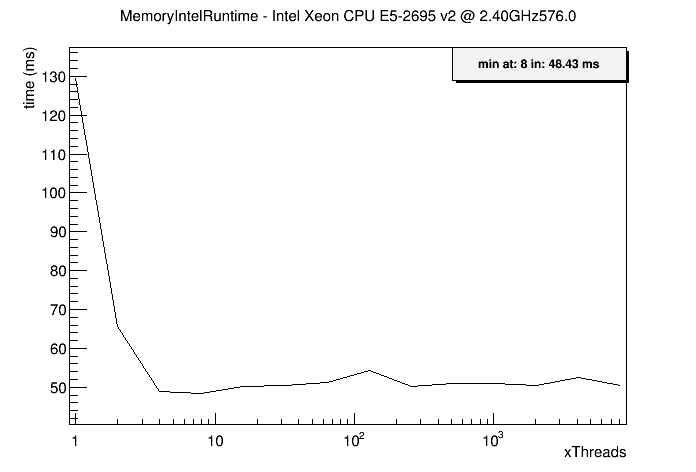 MemoryIntelRuntime - Intel Xeon CPU E5-2695 v2 @ 2.40GHz576.0
time (ms)
min at: 8 in: 48.43 ms
130
120
110
100
90
80
70
60
50
1 10 10² 10³
xThreads